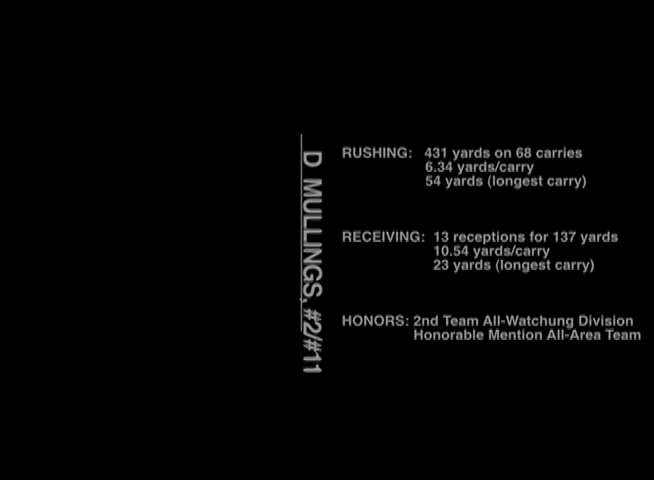 D MULLINGS, #2/#11
RUSHING: 431 yards on 68 carries
6.34 yards/carry
54 yards (longest carry)
RECEIVING: 13 receptions for 137 yards
10.54 yards/carry
23 yards (longest carry)
HONORS: 2nd Team All-Watchung Division
Honorable Mention All-Area Team